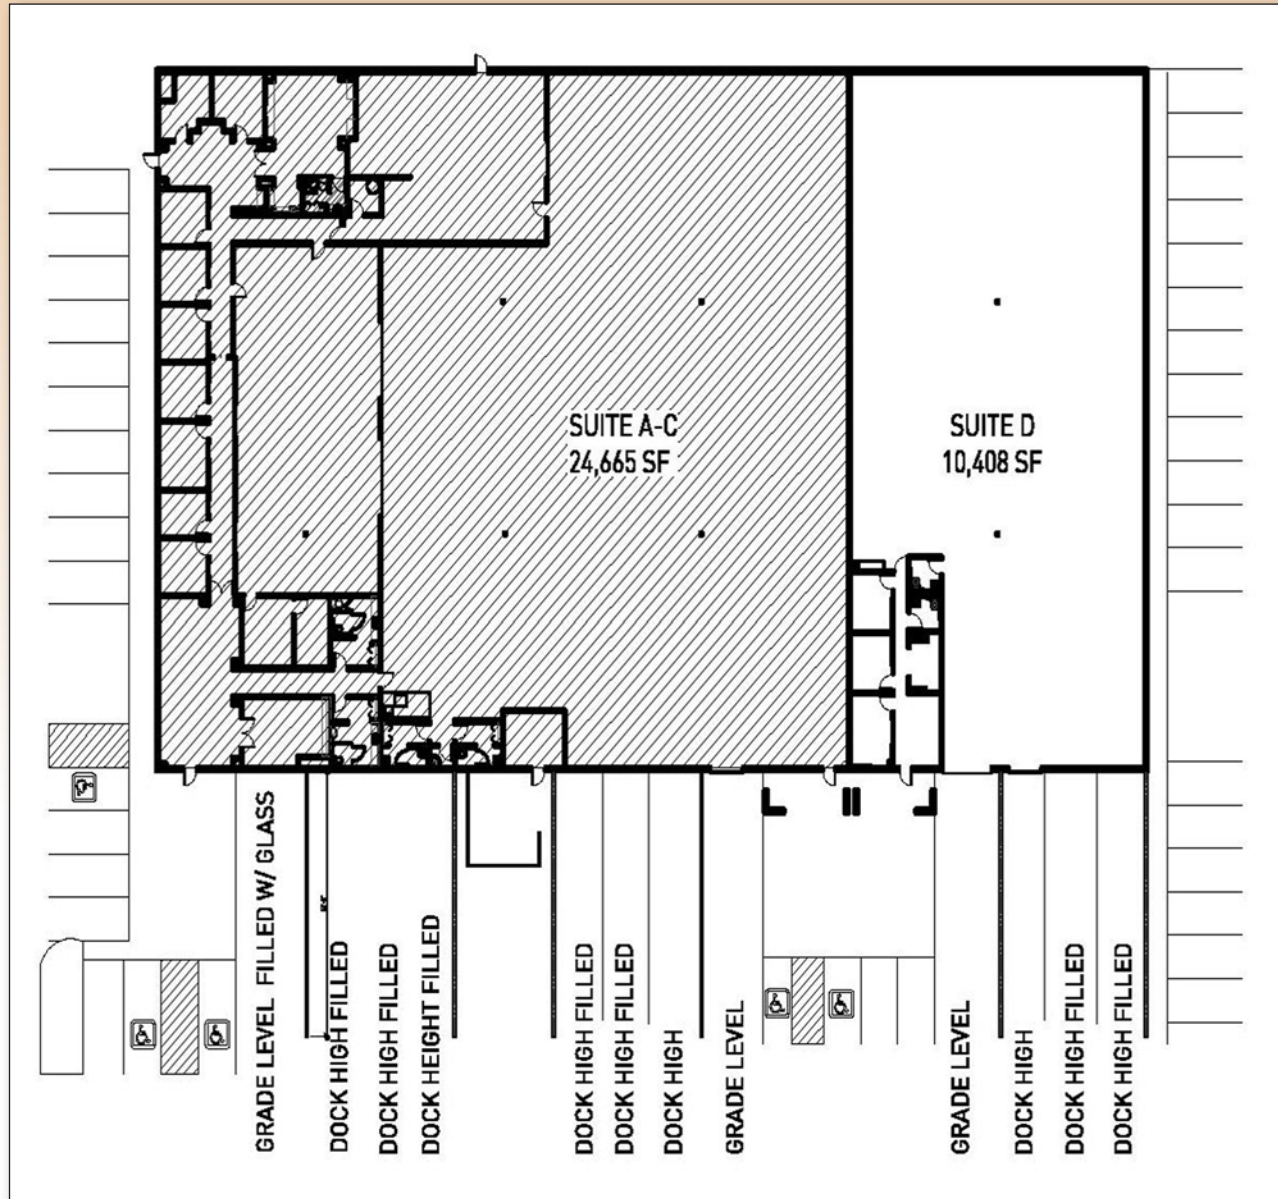 SUITE A-C
24,665 SF
SUITE D
10,408 SF
GRADE LEVEL FILLED W/ GLASS
DOCK HIGH FILLED
DOCK HIGH FILLED
DOCK HEIGHT FILLED
DOCK HIGH FILLED
DOCK HIGH FILLED
DOCK HIGH
GRADE LEVEL
GRADE LEVEL
DOCK HIGH
DOCK HIGH FILLED
DOCK HIGH FILLED